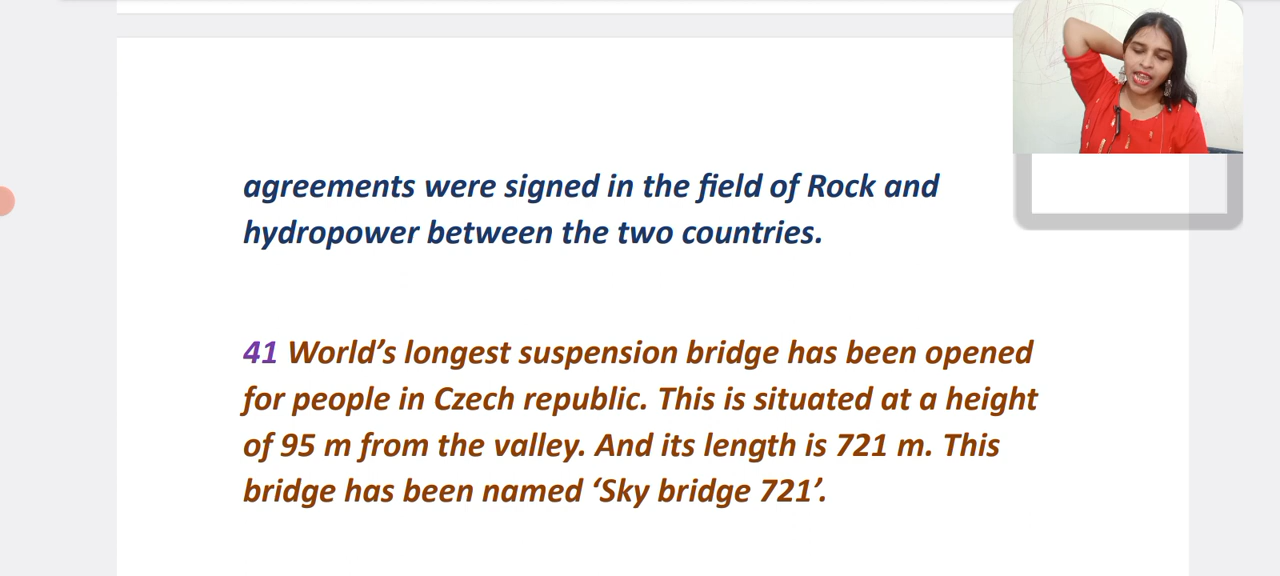 agreements were signed in the field of Rock and
hydropower between the two countries.
41 World’s longest suspension bridge has been opened
for people in Czech republic. This is situated at a height
of 95 m from the valley. And its length is 721 m. This
bridge has been named ‘Sky bridge 721’.